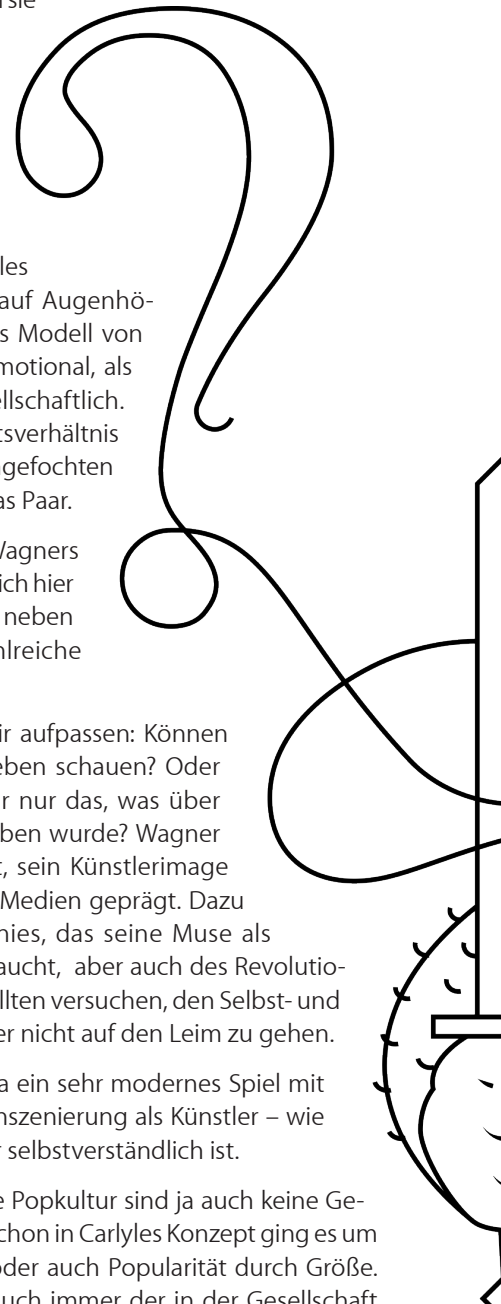 sie
les
auf Augenhö-
s Modell von
motional, als
ellschaftlich.
tsverhältnis
ngefochten
as Paar.
Wagners
ich hier
neben
hlreiche
ir aufpassen: Können
eben schauen? Oder
r nur das, was über
ben wurde? Wagner
t, sein Künstlerimage
Medien geprägt. Dazu
nies, das seine Muse als
aucht, aber auch des Revolutio-
llten versuchen, den Selbst- und
er nicht auf den Leim zu gehen.
a ein sehr modernes Spiel mit
nszenierung als Künstler – wie
r selbstverständlich ist.
e Popkultur sind ja auch keine Ge-
chon in Carlyles Konzept ging es um
oder auch Popularität durch Größe.
uch immer der in der Gesellschaft